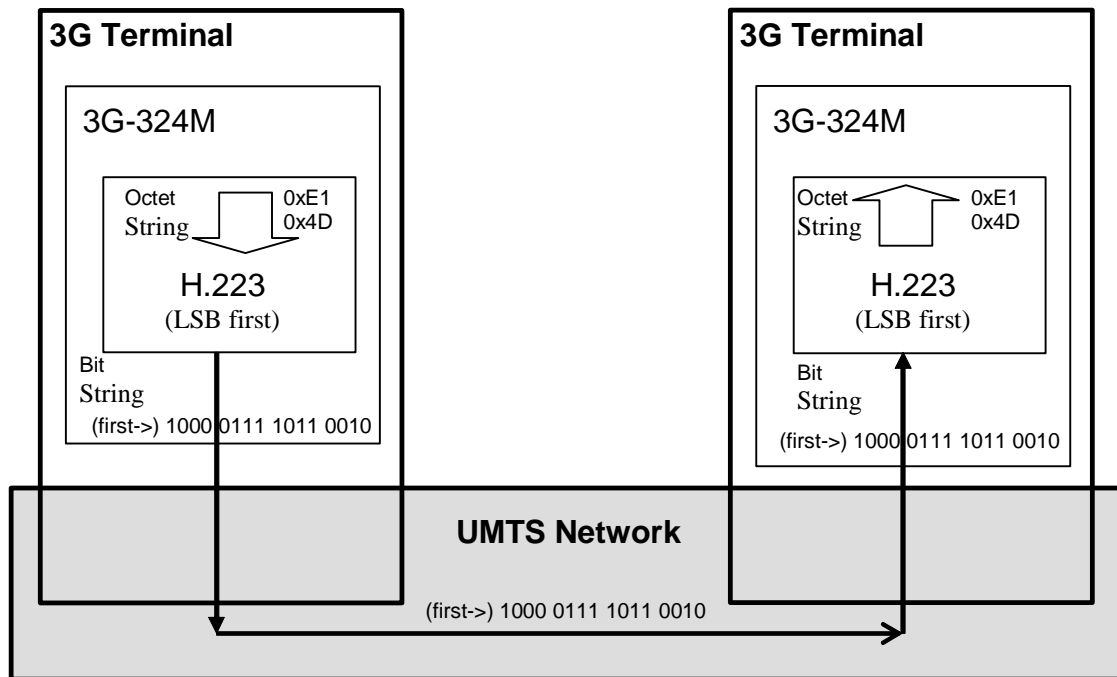 3G Terminal
3G-324M
Octet
String
0xE1
0x4D
H.223
(LSB first)
Bit
String
(first->) 1000 0111 1011 0010
3G Terminal
3G-324M
Octet
String
0xE1
0x4D
H.223
(LSB first)
Bit
String
(first->) 1000 0111 1011 0010
UMTS Network
(first->) 1000 0111 1011 0010